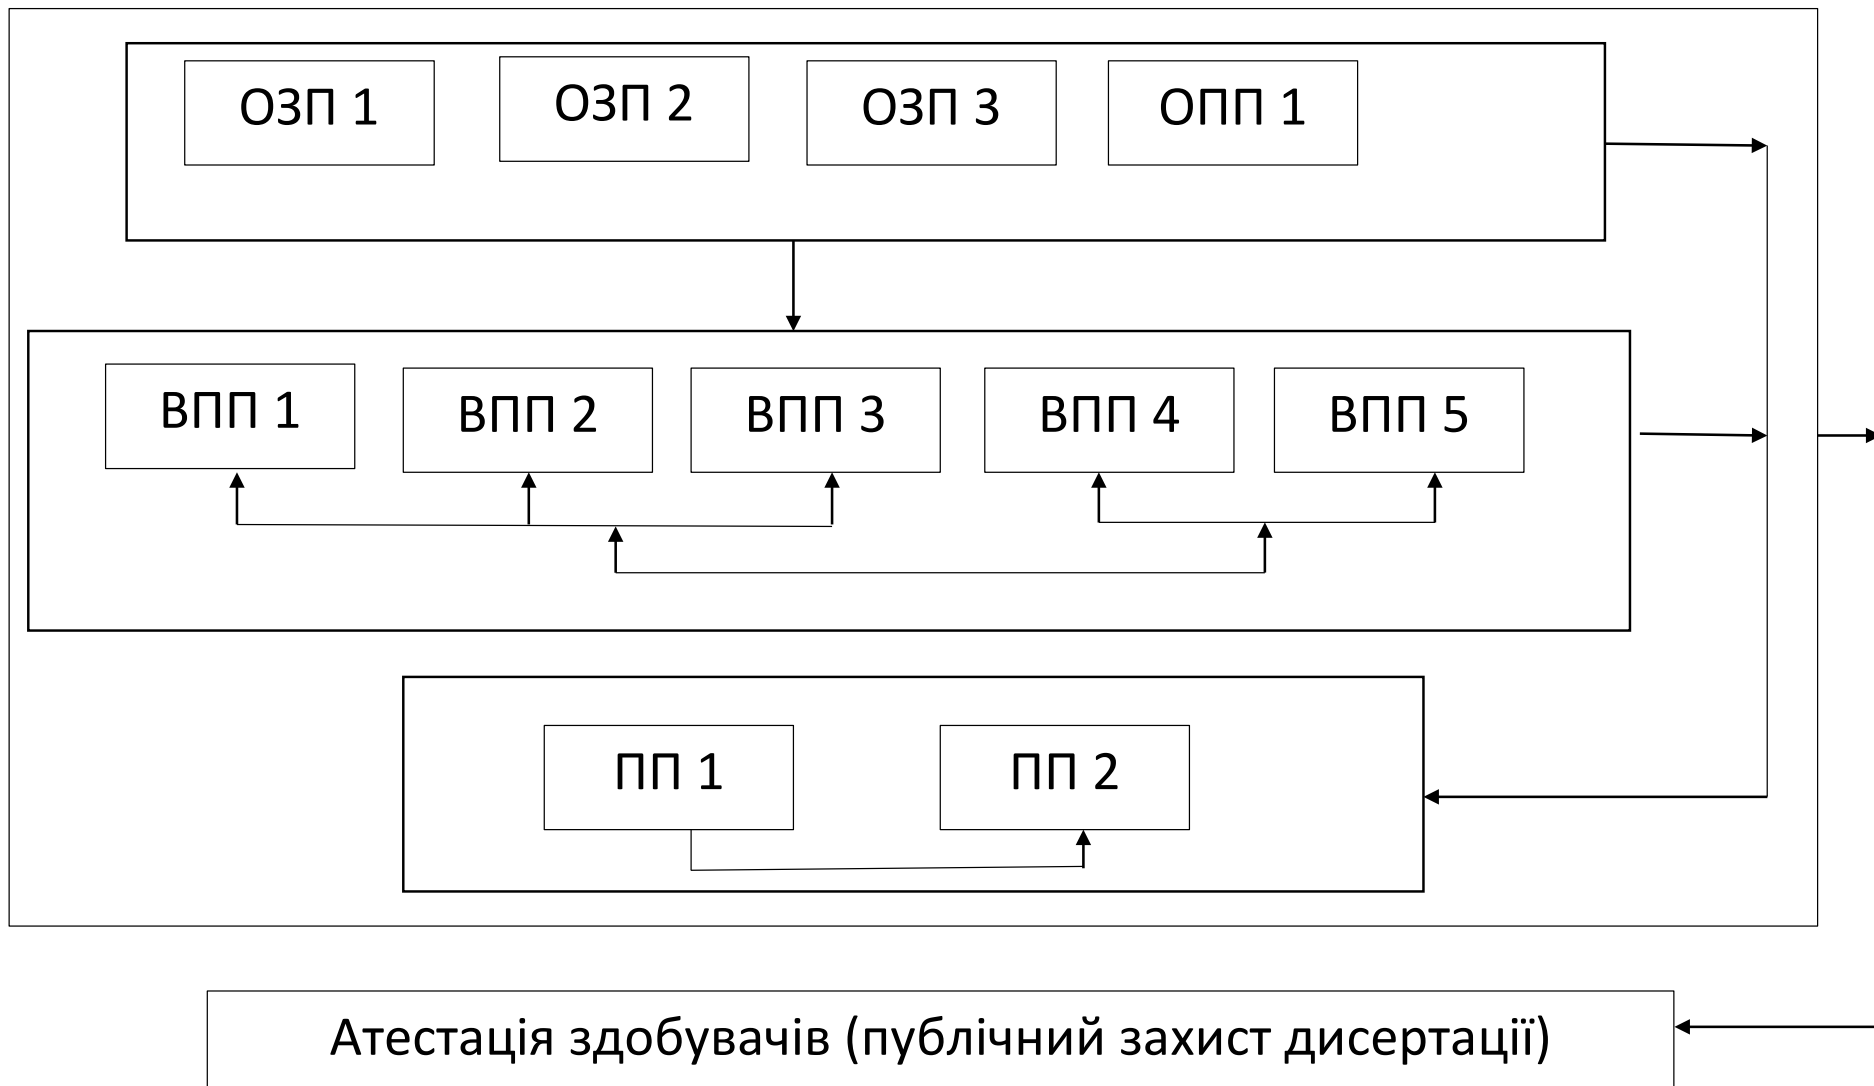 ОЗП 1 ОЗП 2 ОЗП 3 ОПП 1
ВПП 1 ВПП 2 ВПП 3 ВПП 4 ВПП 5
ПП 1 ПП 2
Атестація здобувачів (публічний захист дисертації)